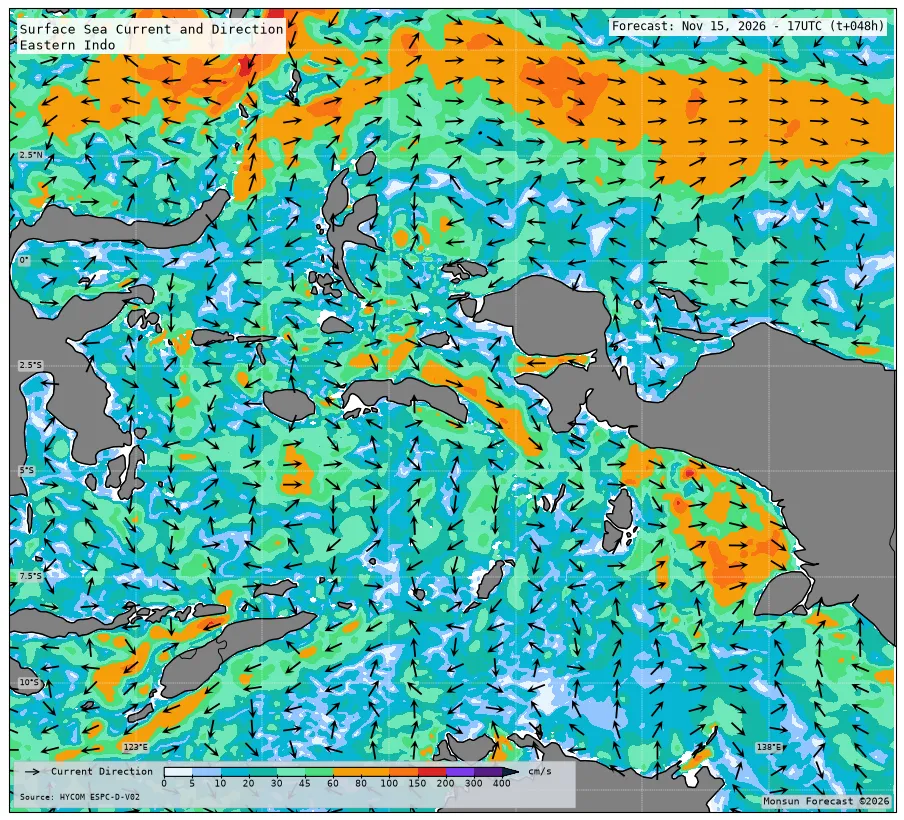 Surface Sea Current and Direction
Eastern Indo
Forecast: Nov 15, 2026 - 17UTC (t+048h)
2.5°N
0°
2.5°S
5°S
7.5°S
10°S
123°E
138°E
Current Direction
0 5 10 20 30 45 60 80 100 150 200 300 400
cm/s
Source: HYCOM ESPC-D-V02
Monsun Forecast ©2026